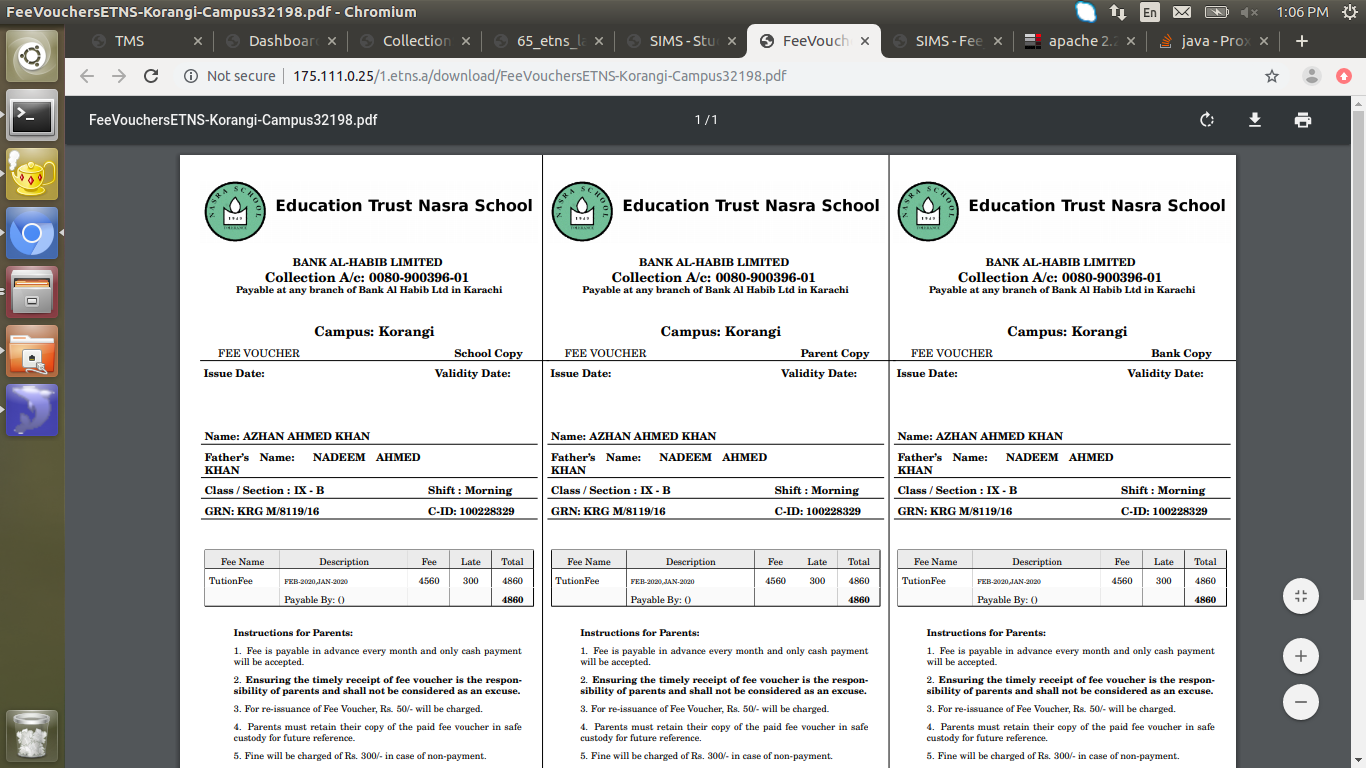 FeeVouchersETNS-Korangi-Campus32198.pdf - Chromium
En
1:06 PM
TMS
Dashboar
Collection
65_etns_la
SIMS - Stu
FeeVouch
SIMS - Fee
apache 2.
java - Pro
Not secure 175.111.0.25/1.etns.a/download/FeeVouchersETNS-Korangi-Campus32198.pdf
FeeVouchersETNS-Korangi-Campus32198.pdf
1 / 1
NASRA SCHOOL
1949
Education Trust Nasra School
BANK AL-HABIB LIMITED
Collection A/c: 0080-900396-01
Payable at any branch of Bank Al Habib Ltd in Karachi
Campus: Korangi
FEE VOUCHER School Copy
Issue Date: Validity Date:
Name: AZHAN AHMED KHAN
Father's Name: NADEEM AHMED
KHAN
Class / Section : IX - B Shift : Morning
GRN: KRG M/8119/16 C-ID: 100228329
Fee Name Description Fee Late Total
TutionFee FEB-2020,JAN-2020 4560 300 4860
Payable By: () 4860
Instructions for Parents:
1. Fee is payable in advance every month and only cash payment
will be accepted.
2. Ensuring the timely receipt of fee voucher is the respon-
sibility of parents and shall not be considered as an excuse.
3. For re-issuance of Fee Voucher, Rs. 50/- will be charged.
4. Parents must retain their copy of the paid fee voucher in safe
custody for future reference.
5. Fine will be charged of Rs. 300/- in case of non-payment.
NASRA SCHOOL
1949
Education Trust Nasra School
BANK AL-HABIB LIMITED
Collection A/c: 0080-900396-01
Payable at any branch of Bank Al Habib Ltd in Karachi
Campus: Korangi
FEE VOUCHER Parent Copy
Issue Date: Validity Date:
Name: AZHAN AHMED KHAN
Father's Name: NADEEM AHMED
KHAN
Class / Section : IX - B Shift : Morning
GRN: KRG M/8119/16 C-ID: 100228329
Fee Name Description Fee Late Total
TutionFee FEB-2020,JAN-2020 4560 300 4860
Payable By: () 4860
Instructions for Parents:
1. Fee is payable in advance every month and only cash payment
will be accepted.
2. Ensuring the timely receipt of fee voucher is the respon-
sibility of parents and shall not be considered as an excuse.
3. For re-issuance of Fee Voucher, Rs. 50/- will be charged.
4. Parents must retain their copy of the paid fee voucher in safe
custody for future reference.
5. Fine will be charged of Rs. 300/- in case of non-payment.
NASRA SCHOOL
1949
Education Trust Nasra School
BANK AL-HABIB LIMITED
Collection A/c: 0080-900396-01
Payable at any branch of Bank Al Habib Ltd in Karachi
Campus: Korangi
FEE VOUCHER Bank Copy
Issue Date: Validity Date:
Name: AZHAN AHMED KHAN
Father's Name: NADEEM AHMED
KHAN
Class / Section : IX - B Shift : Morning
GRN: KRG M/8119/16 C-ID: 100228329
Fee Name Description Fee Late Total
TutionFee FEB-2020,JAN-2020 4560 300 4860
Payable By: () 4860
Instructions for Parents:
1. Fee is payable in advance every month and only cash payment
will be accepted.
2. Ensuring the timely receipt of fee voucher is the respon-
sibility of parents and shall not be considered as an excuse.
3. For re-issuance of Fee Voucher, Rs. 50/- will be charged.
4. Parents must retain their copy of the paid fee voucher in safe
custody for future reference.
5. Fine will be charged of Rs. 300/- in case of non-payment.